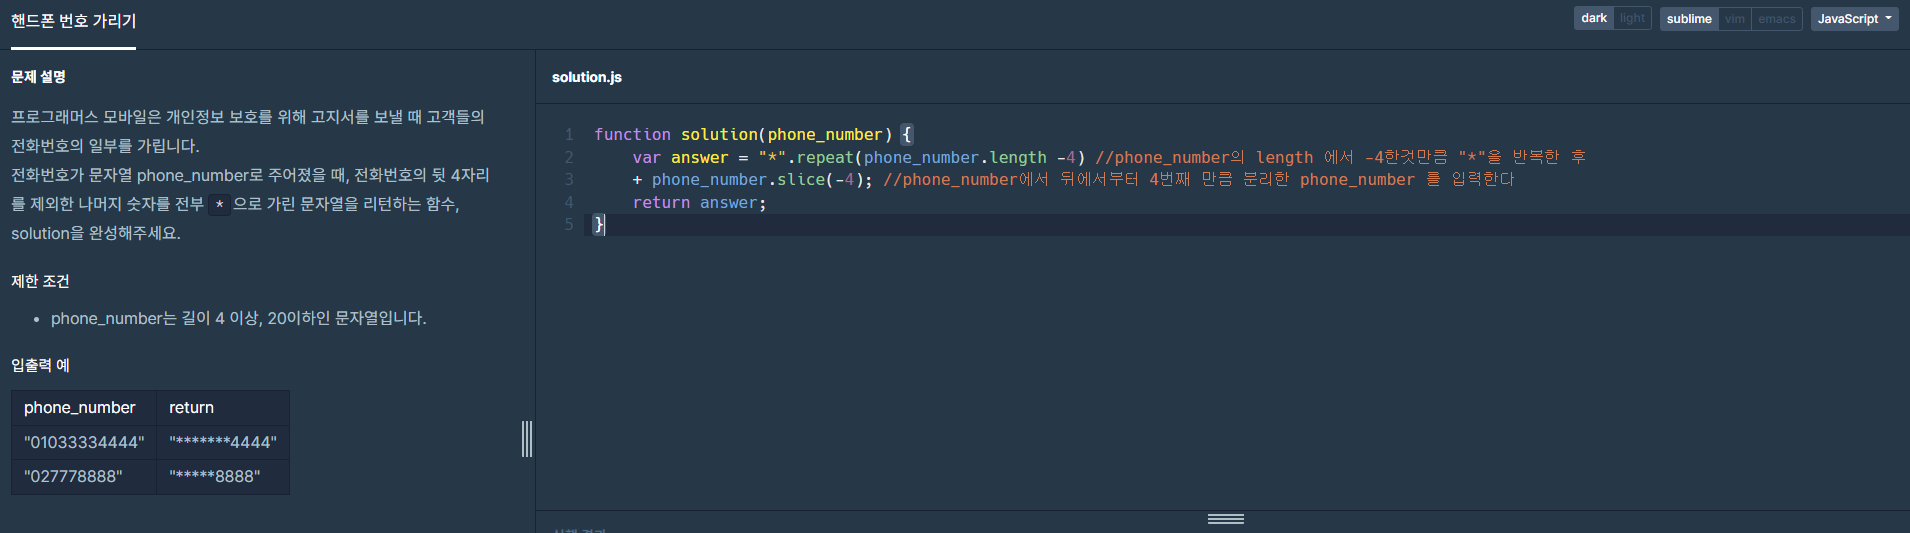 핸드폰 번호 가리기
dark light sublime vim emacs JavaScript
문제 설명
프로그래머스 모바일은 개인정보 보호를 위해 고지서를 보낼 때 고객들의
전화번호의 일부를 가립니다.
전화번호가 문자열 phone_number로 주어졌을 때, 전화번호의 뒷 4자리
를 제외한 나머지 숫자를 전부 * 으로 가린 문자열을 리턴하는 함수,
solution을 완성해주세요.
제한 조건
• phone_number는 길이 4 이상, 20이하인 문자열입니다.
입출력 예
phone_number return
"01033334444" "*******4444"
"027778888" "*****8888"
solution.js
1 function solution(phone_number) {
2 var answer = "*".repeat(phone_number.length -4) //phone_number의 length 에서 -4한것만큼 "*"을 반복한 후
3 + phone_number.slice(-4); //phone_number에서 뒤에서부터 4번째 만큼 분리한 phone_number 를 입력한다
4 return answer;
5 }